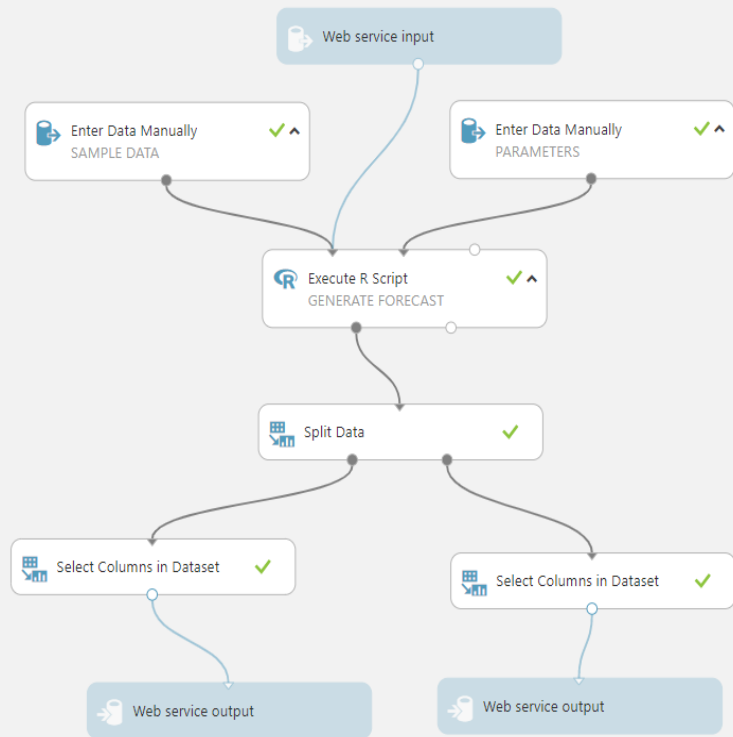 Web service input
Enter Data Manually
SAMPLE DATA
Enter Data Manually
PARAMETERS
R Execute R Script
GENERATE FORECAST
Split Data
Select Columns in Dataset
Select Columns in Dataset
Web service output
Web service output